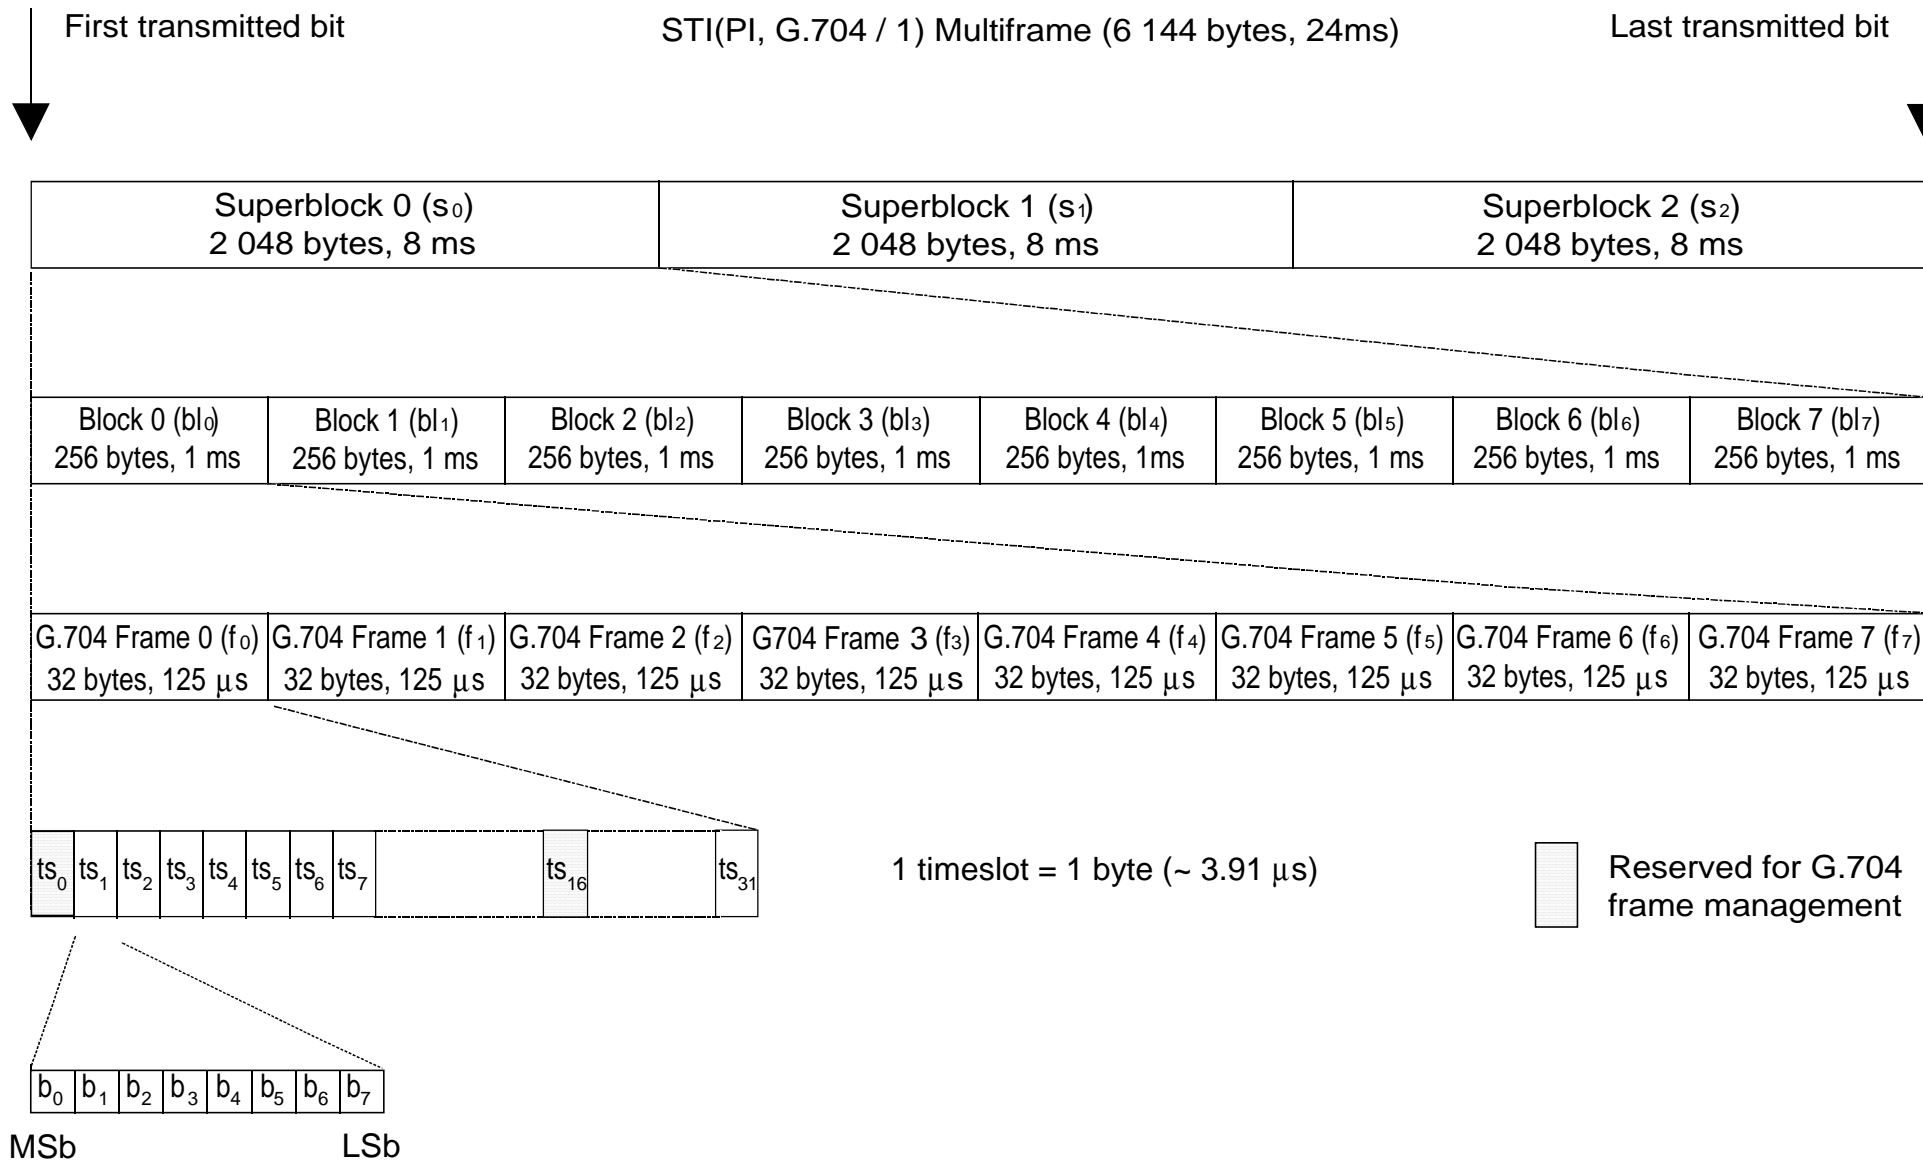 First transmitted bit STI(PI, G.704 / 1) Multiframe (6 144 bytes, 24ms) Last transmitted bit
Superblock 0 (s0) Superblock 1 (s1) Superblock 2 (s2)
2 048 bytes, 8 ms 2 048 bytes, 8 ms 2 048 bytes, 8 ms
Block 0 (bl0) Block 1 (bl1) Block 2 (bl2) Block 3 (bl3) Block 4 (bl4) Block 5 (bl5) Block 6 (bl6) Block 7 (bl7)
256 bytes, 1 ms 256 bytes, 1 ms 256 bytes, 1 ms 256 bytes, 1 ms 256 bytes, 1ms 256 bytes, 1 ms 256 bytes, 1 ms 256 bytes, 1 ms
G.704 Frame 0 (f0) G.704 Frame 1 (f1) G.704 Frame 2 (f2) G704 Frame 3 (f3) G.704 Frame 4 (f4) G.704 Frame 5 (f5) G.704 Frame 6 (f6) G.704 Frame 7 (f7)
32 bytes, 125 μs 32 bytes, 125 μs 32 bytes, 125 μs 32 bytes, 125 μs 32 bytes, 125 μs 32 bytes, 125 μs 32 bytes, 125 μs 32 bytes, 125 μs
ts0 ts1 ts2 ts3 ts4 ts5 ts6 ts7 ts16 ts31 1 timeslot = 1 byte (~ 3.91 μs) Reserved for G.704
frame management
b0 b1 b2 b3 b4 b5 b6 b7
MSb LSb